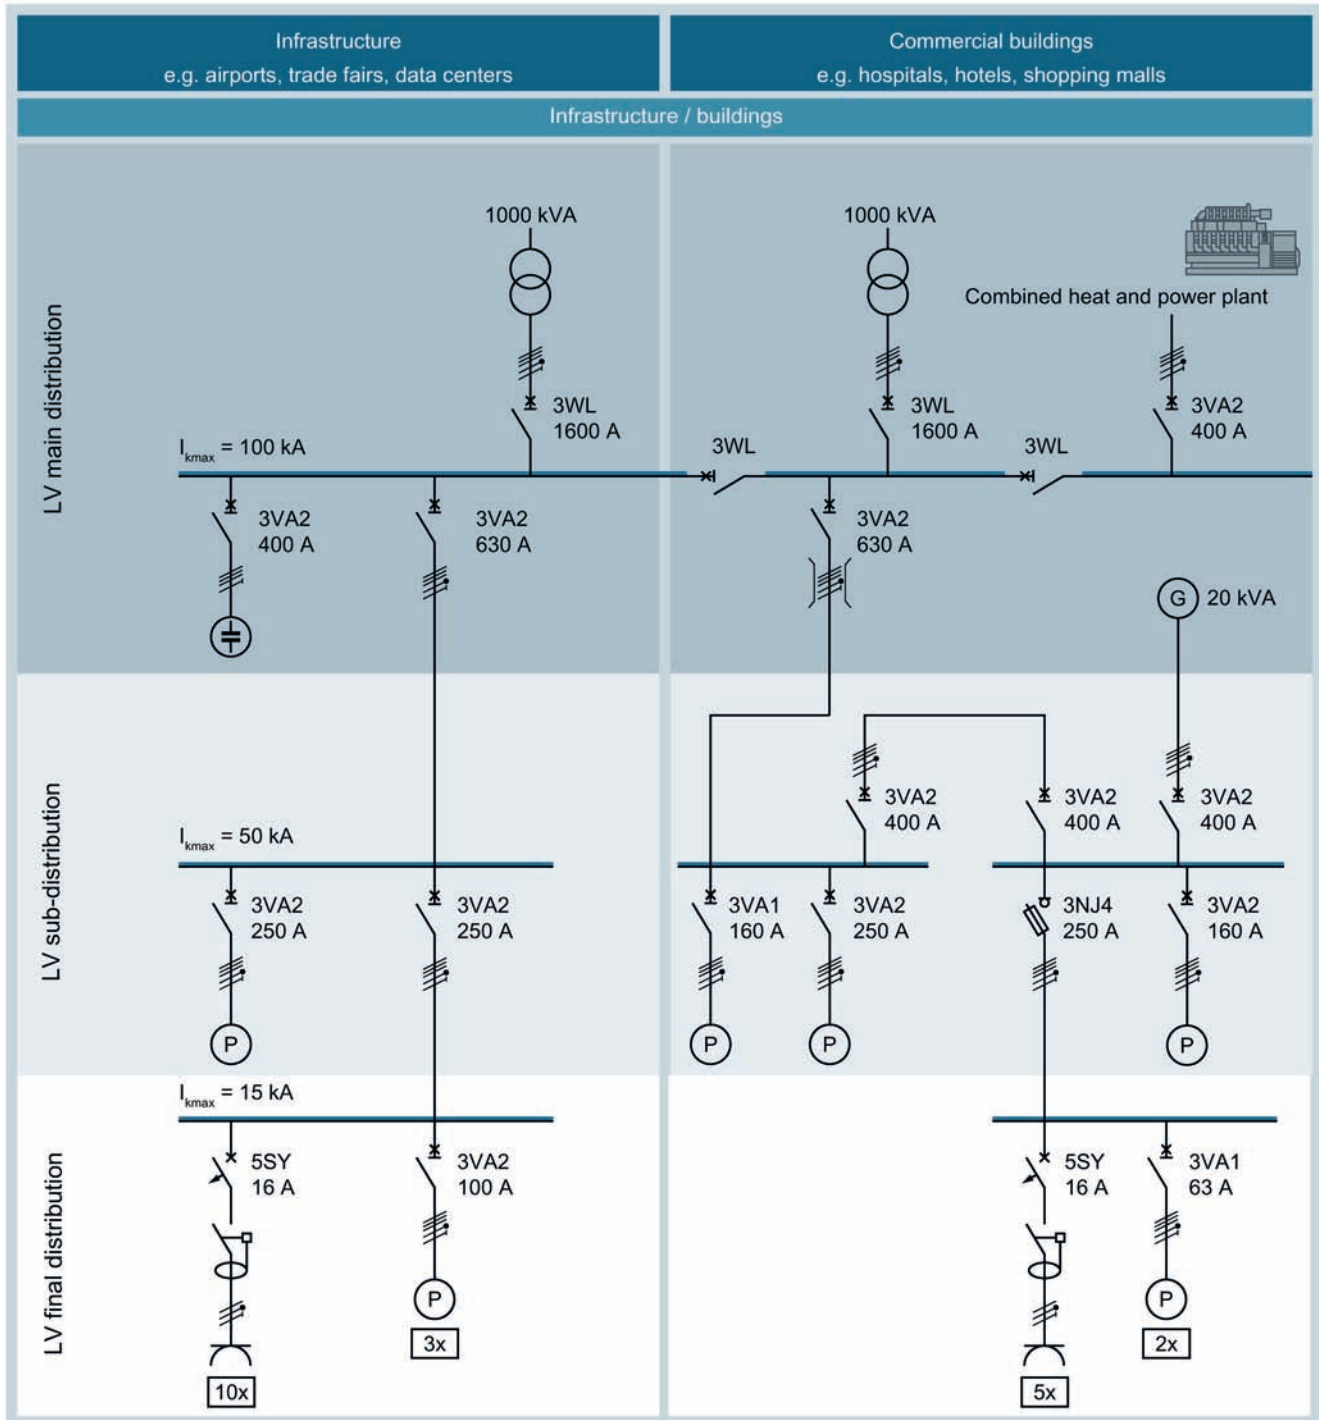 Infrastructure
e.g. airports, trade fairs, data centers
Commercial buildings
e.g. hospitals, hotels, shopping malls
Infrastructure / buildings
LV main distribution
1000 kVA
1000 kVA
Combined heat and power plant
3WL
1600 A
3WL
1600 A
3VA2
400 A
Ikmax = 100 kA
3WL
3WL
3VA2
400 A
3VA2
630 A
3VA2
630 A
G
20 kVA
LV sub-distribution
3VA2
400 A
3VA2
400 A
3VA2
400 A
Ikmax = 50 kA
3VA2
250 A
3VA2
250 A
3VA1
160 A
3VA2
250 A
3NJ4
250 A
3VA2
160 A
P
P
P
P
LV final distribution
Ikmax = 15 kA
5SY
16 A
3VA2
100 A
5SY
16 A
3VA1
63 A
P
P
3x
2x
10x
5x